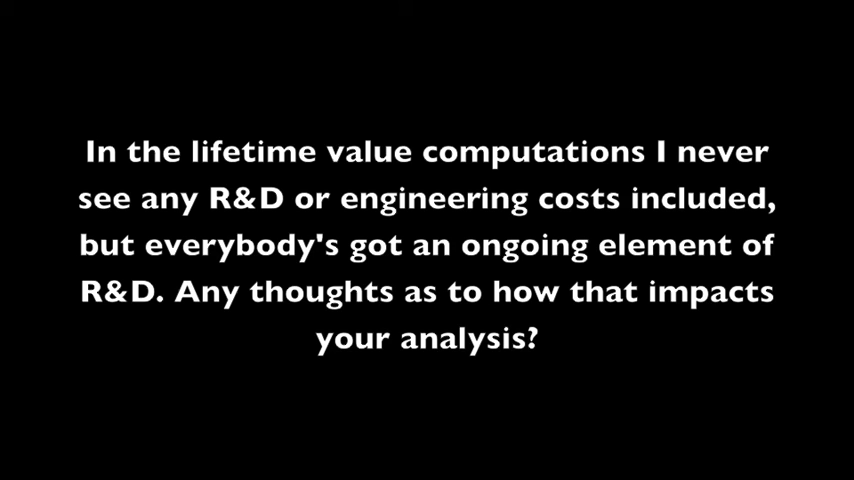 In the lifetime value computations I never
see any R&D or engineering costs included,
but everybody's got an ongoing element of
R&D. Any thoughts as to how that impacts
your analysis?